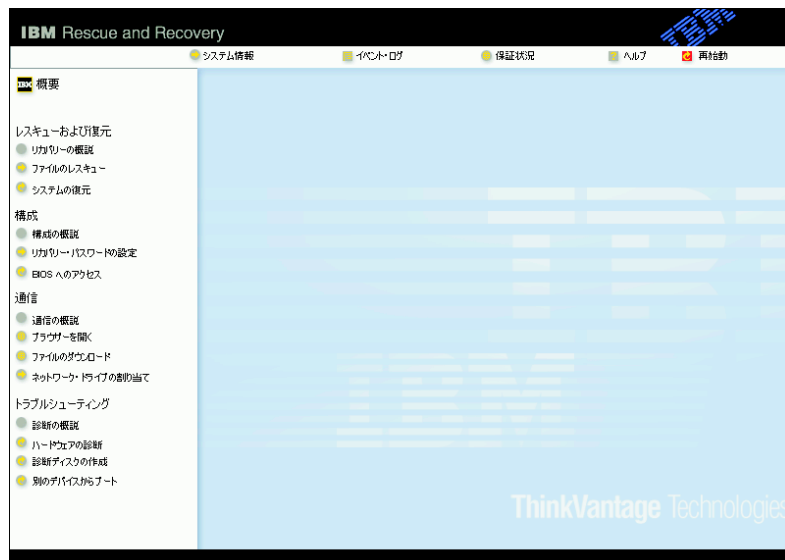 IBM Rescue and Recovery
IBM
システム情報 イベント・ログ 保証状況 ヘルプ 再始動
概要
レスキューおよび復元
リカバリーの概説
ファイルのレスキュー
システムの復元
構成
構成の概説
リカバリー・パスワードの設定
BIOS へのアクセス
通信
通信の概説
ブラウザーを開く
ファイルのダウンロード
ネットワーク・ドライブの割り当て
トラブルシューティング
診断の概説
ハードウェアの診断
診断ディスクの作成
別のデバイスからブート
IBM
ThinkVantage Technologies